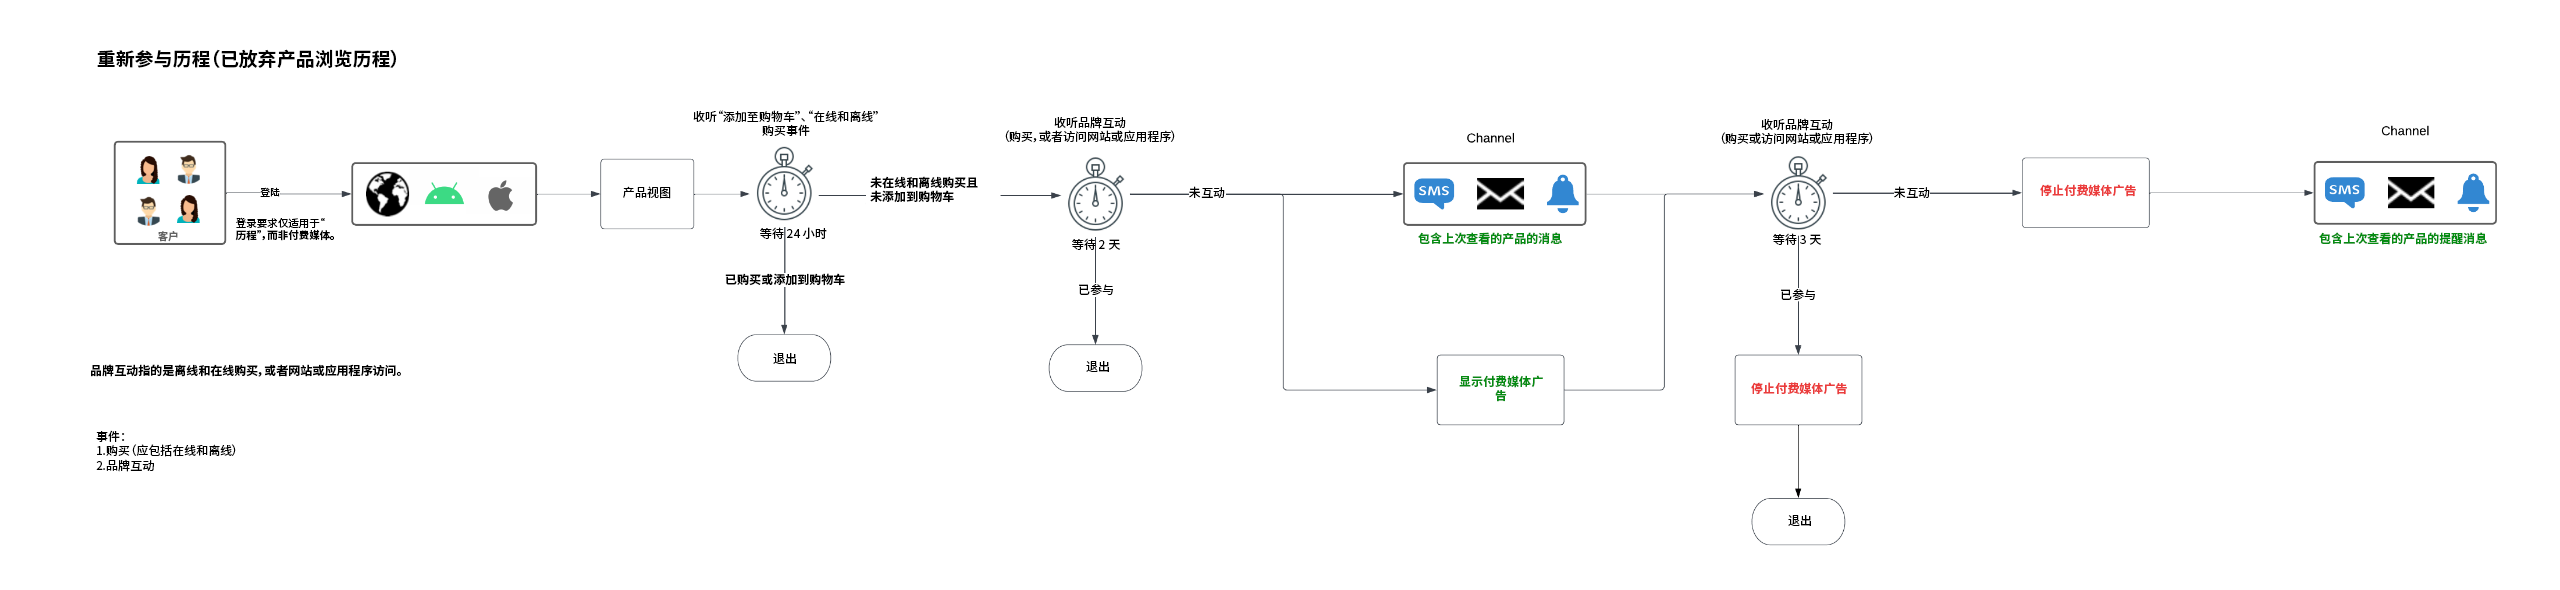 重新参与历程（已放弃产品浏览历程）
收听“添加至购物车”、“在线和离线”
购买事件
收听品牌互动
（购买，或者访问网站或应用程序）
Channel
收听品牌互动
（购买或访问网站或应用程序）
Channel
客户
登陆
登录要求仅适用于“
历程”，而非付费媒体。
产品视图
等待 24 小时
未在线和离线购买且
未添加到购物车
等待 2 天
未互动
SMS
包含上次查看的产品的消息
等待 3 天
未互动
停止付费媒体广告
SMS
包含上次查看的产品的提醒消息
已购买或添加到购物车
退出
已参与
退出
显示付费媒体广
告
已参与
停止付费媒体广告
退出
品牌互动指的是离线和在线购买，或者网站或应用程序访问。
事件：
1.购买（应包括在线和离线）
2.品牌互动